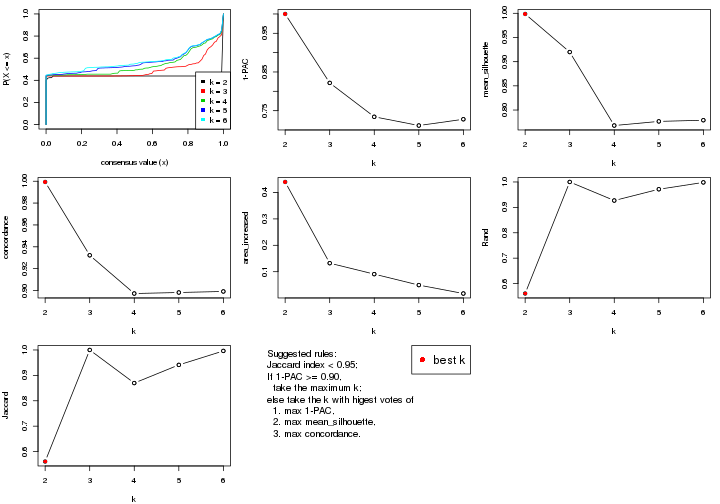 P(X <= x)
0.0 0.2 0.4 0.6 0.8 1.0
0.0 0.2 0.4 0.6 0.8 1.0
consensus value (x)
k = 2
k = 3
k = 4
k = 5
k = 6
1-PAC
0.75 0.85 0.95
2 3 4 5 6
k
mean_silhouette
0.80 0.85 0.90 0.95 1.00
2 3 4 5 6
k
concordance
0.90 0.92 0.94 0.96 0.98 1.00
2 3 4 5 6
k
area_increased
0.1 0.2 0.3 0.4
2 3 4 5 6
k
Rand
0.6 0.7 0.8 0.9 1.0
2 3 4 5 6
k
Jaccard
0.6 0.7 0.8 0.9 1.0
2 3 4 5 6
k
Suggested rules:
Jaccard index < 0.95;
If 1-PAC >= 0.90,
take the maximum k;
else take the k with higest votes of
1. max 1-PAC,
2. max mean_silhouette,
3. max concordance.
best k